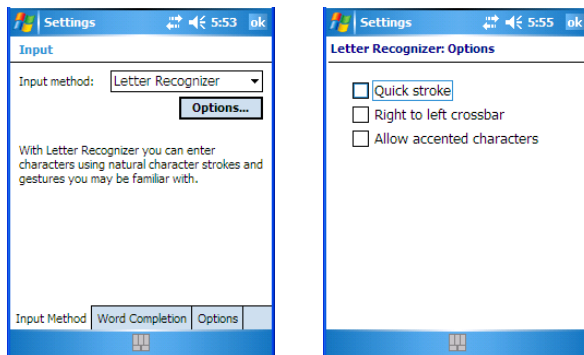 Settings 5:53 ok
Input
Input method: Letter Recognizer
Options...
With Letter Recognizer you can enter
characters using natural character strokes and
gestures you may be familiar with.
Input Method Word Completion Options
Settings 5:55 ok
Letter Recognizer: Options
Quick stroke
Right to left crossbar
Allow accented characters